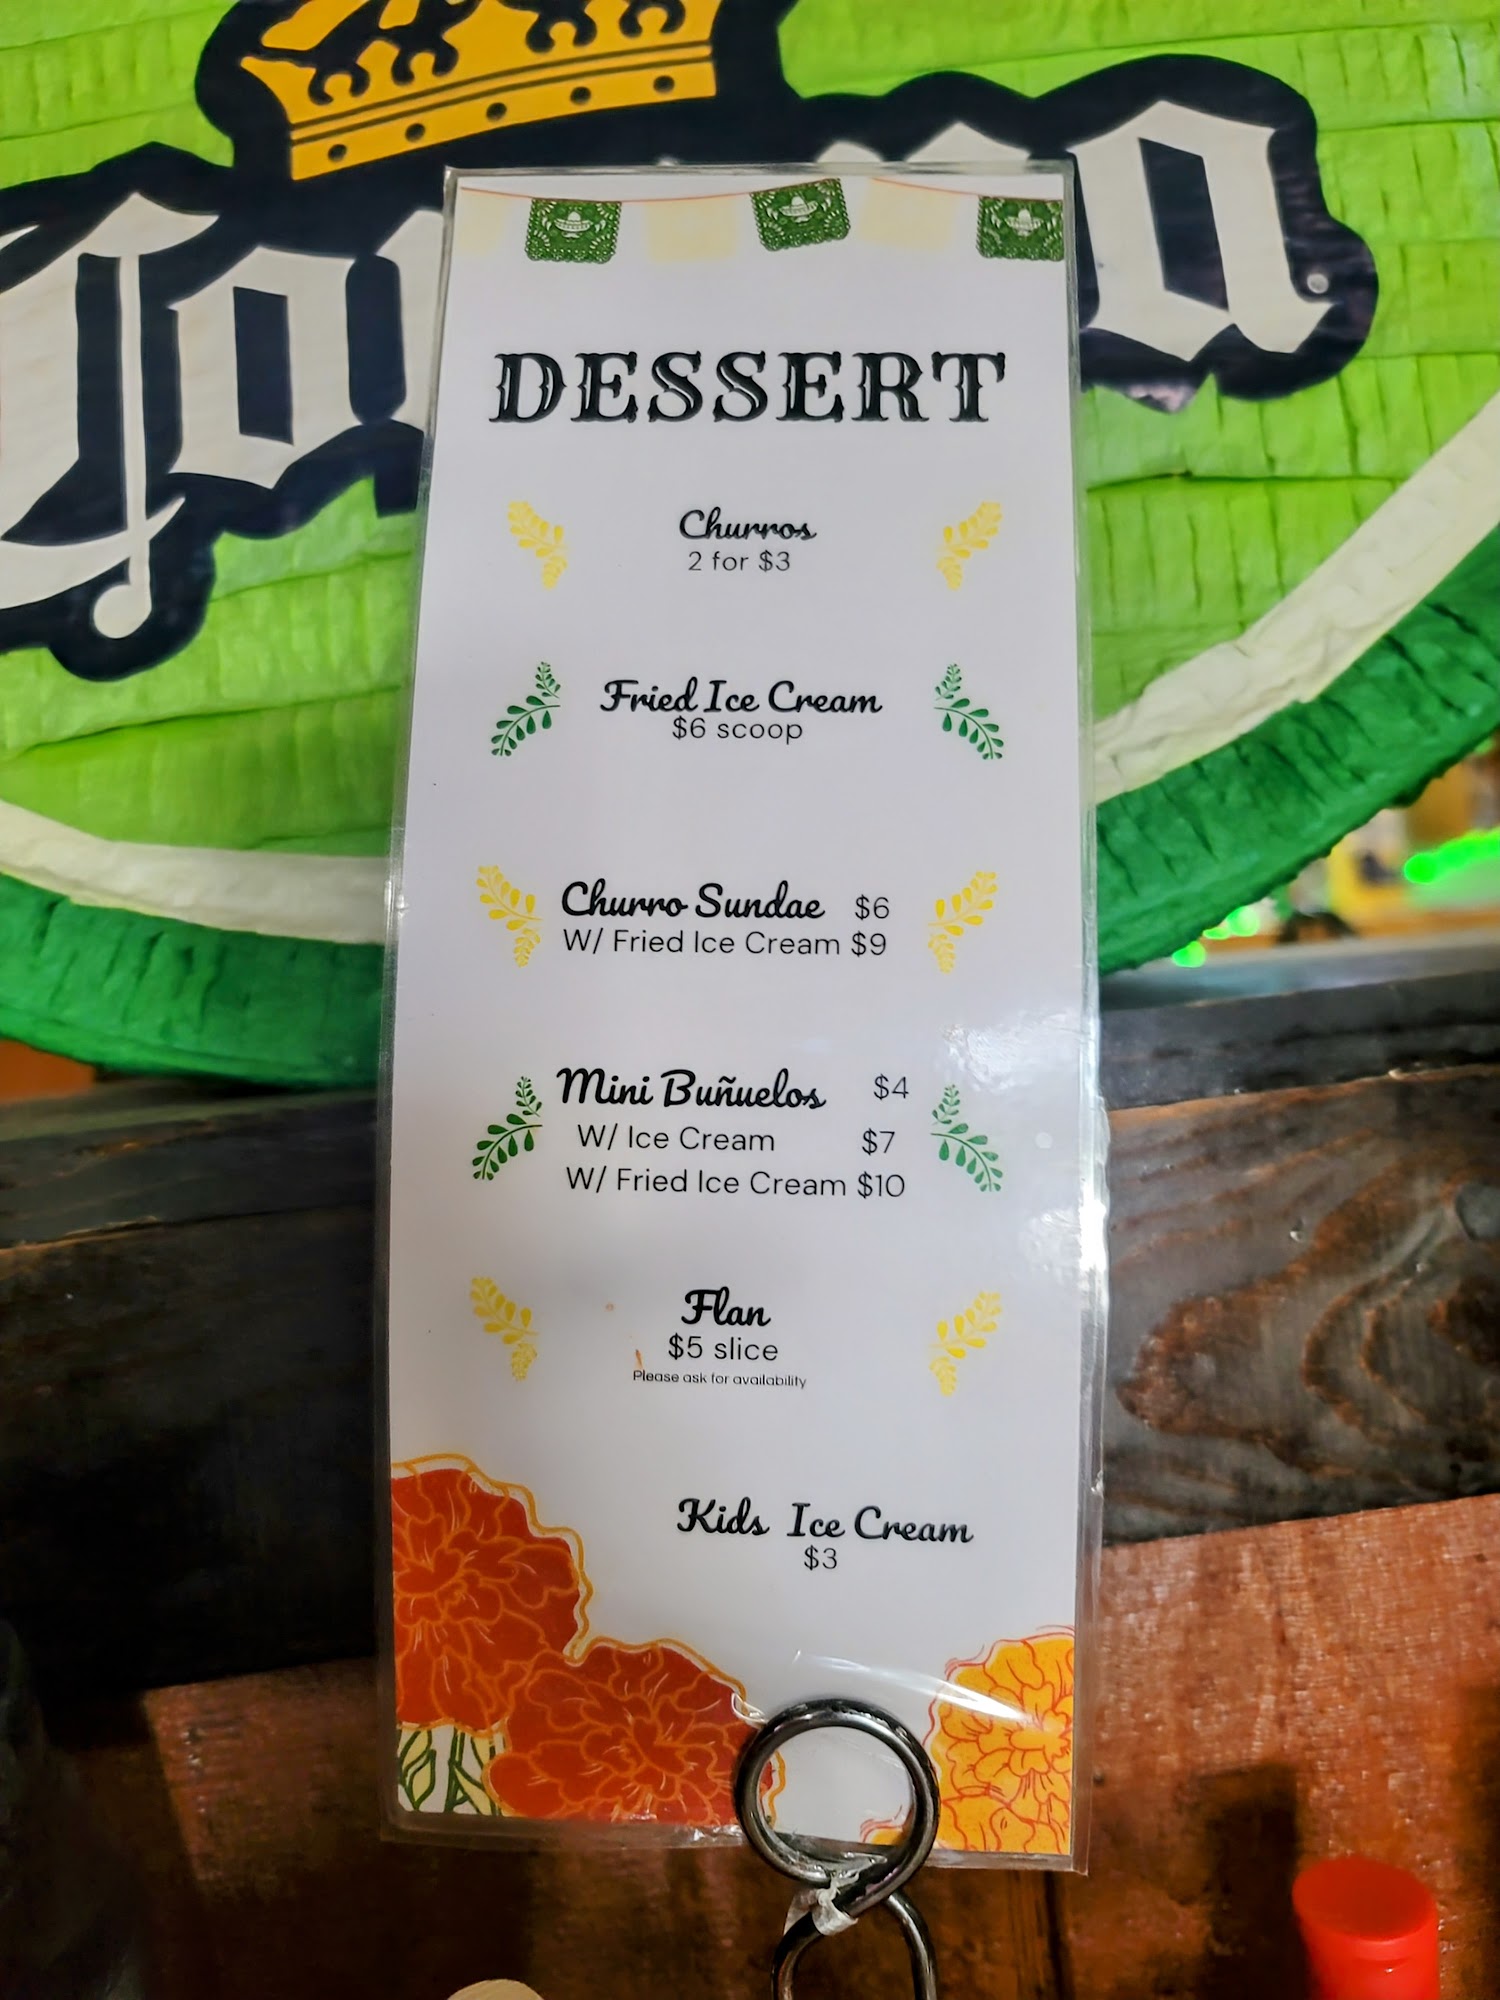 Corona
DESSERT
Churros
2 for $3
Fried Ice Cream
$6 scoop
Churro Sundae $6
W/ Fried Ice Cream $9
Mini Buñuelos $4
W/ Ice Cream $7
W/ Fried Ice Cream $10
Flan
$5 slice
Please ask for availability
Kids Ice Cream
$3